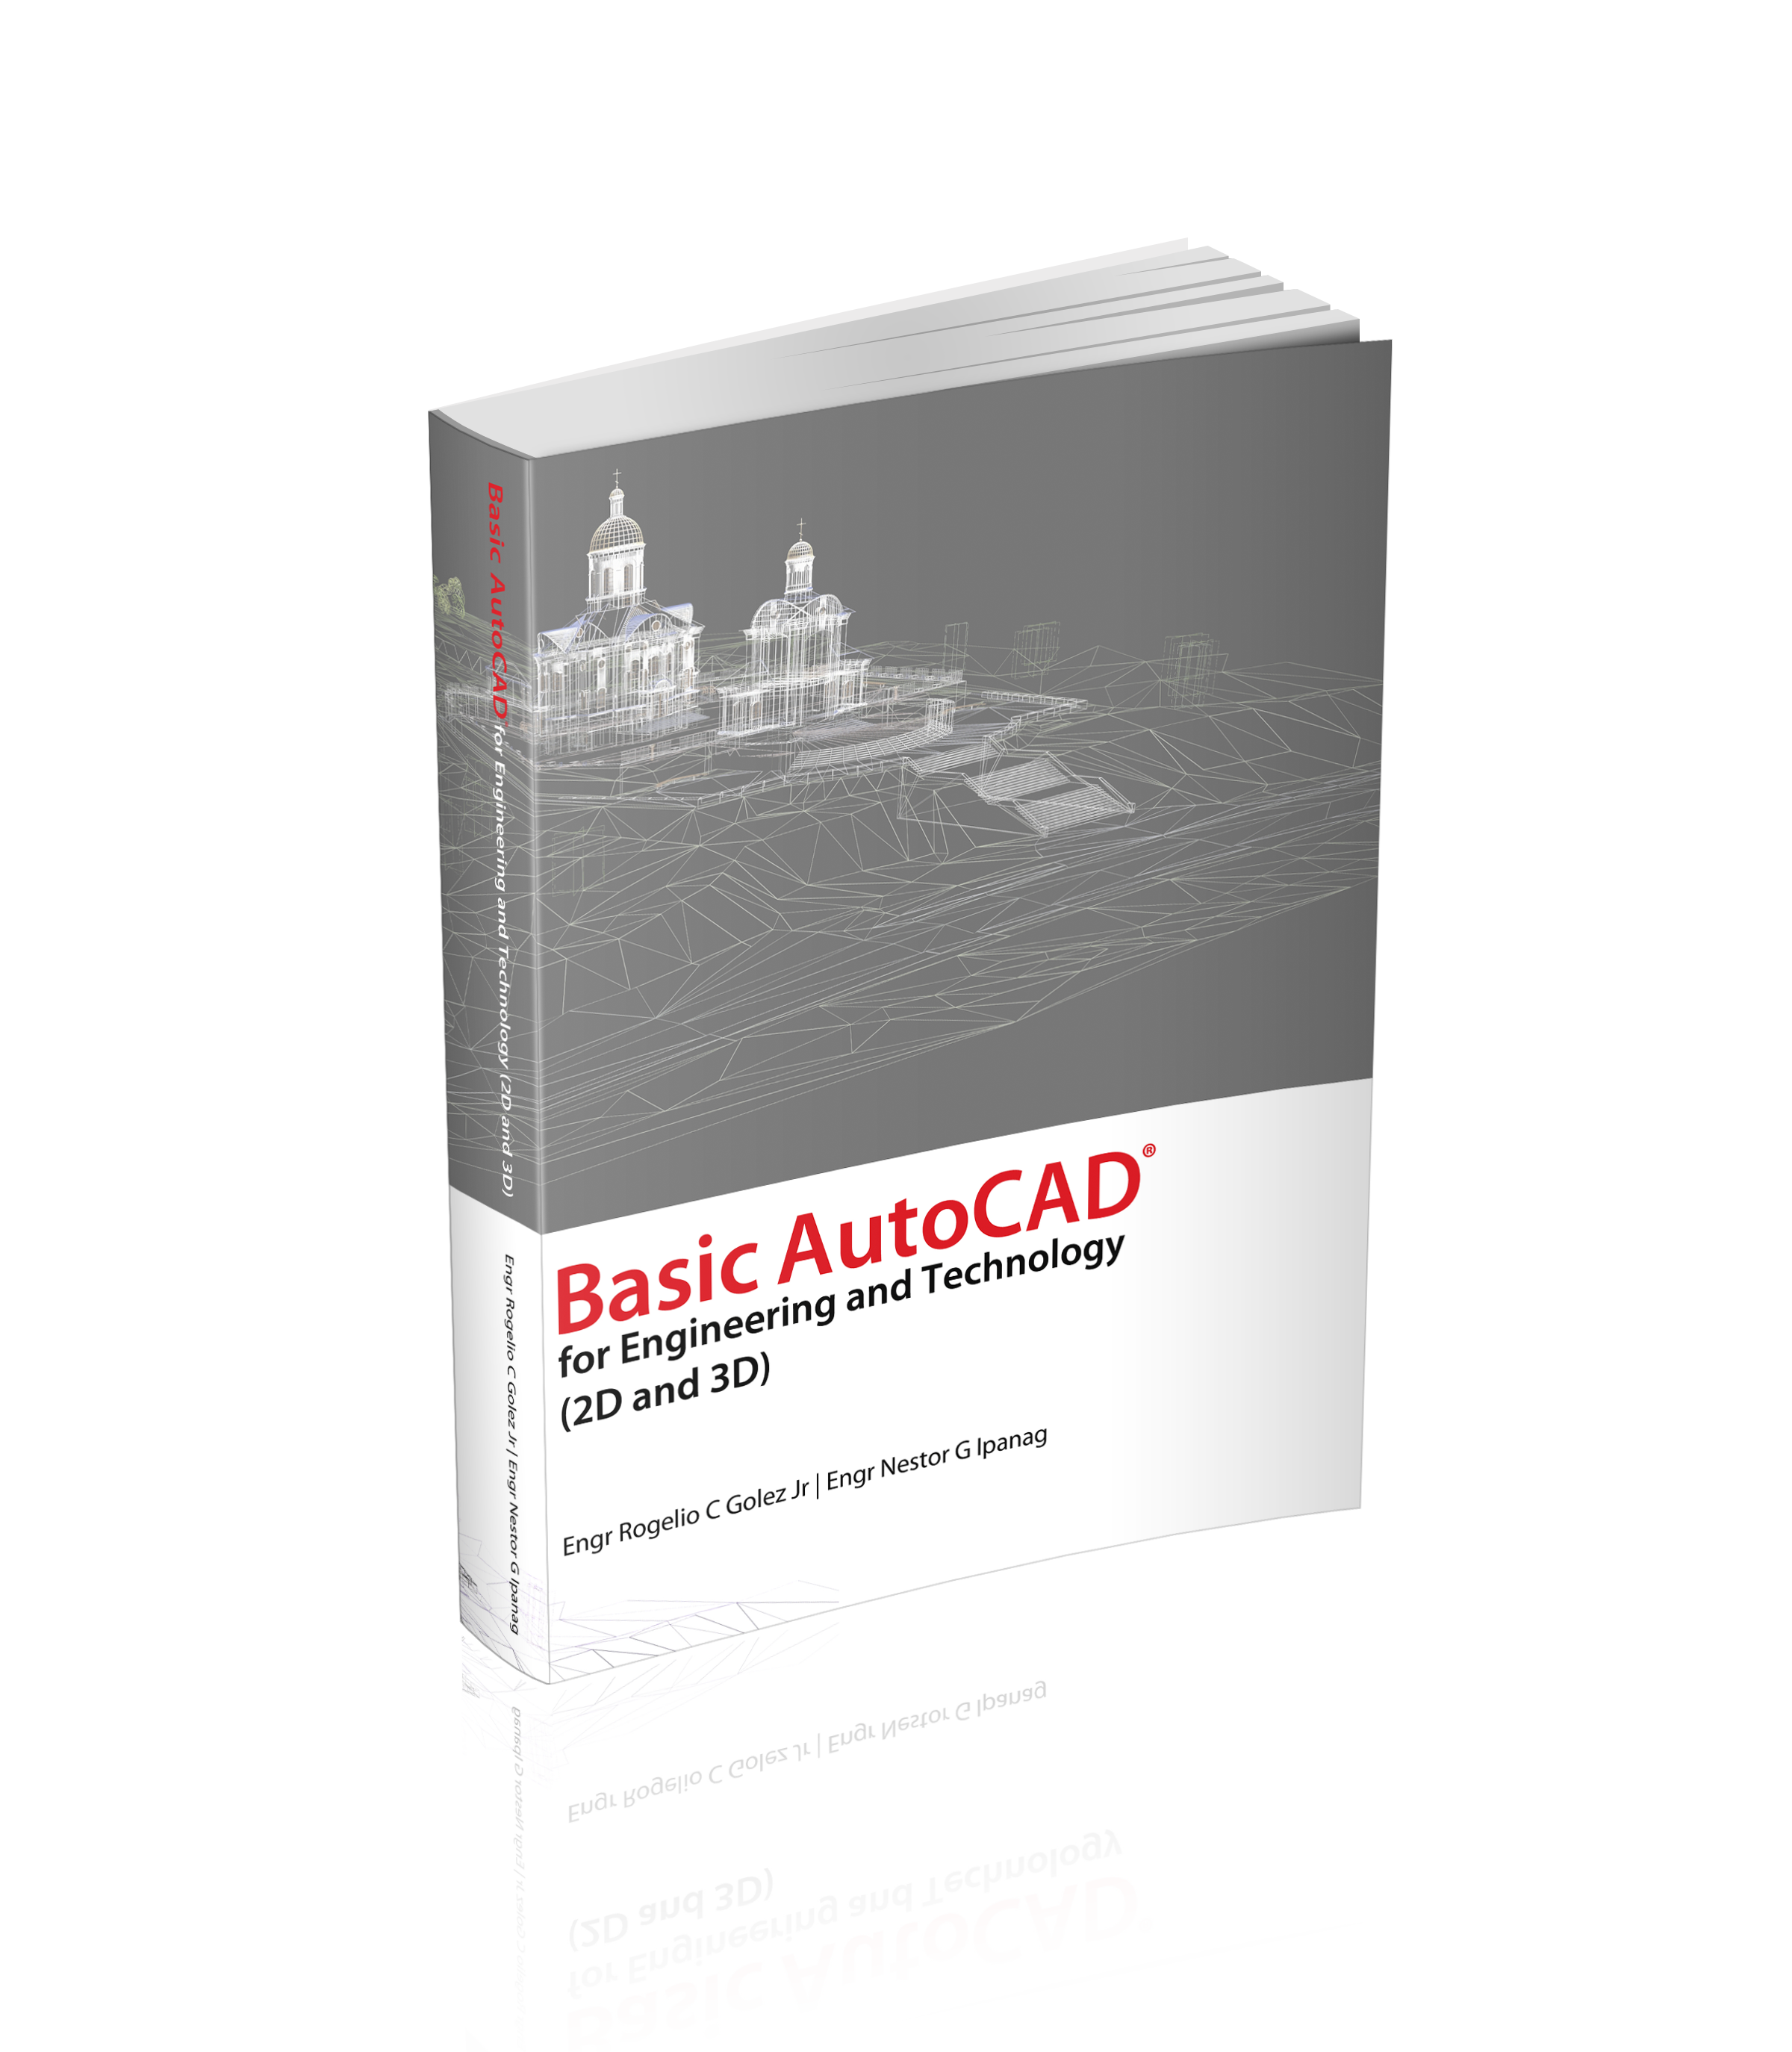 Basic AutoCAD for Engineering and Technology (2D and 3D)
Engr Rogelio C Golez Jr | Engr Nestor G Ipanag
Basic AutoCAD®
for Engineering and Technology
(2D and 3D)
Engr Rogelio C Golez Jr | Engr Nestor G Ipanag